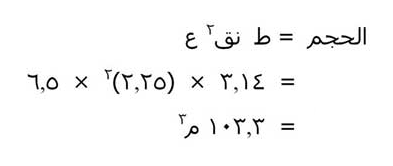 الحجم = ط نق٢ ع
= ٣,١٤ × (٢,٢٥)٢ × ٦,٥
= ١٠٣,٣ م٣